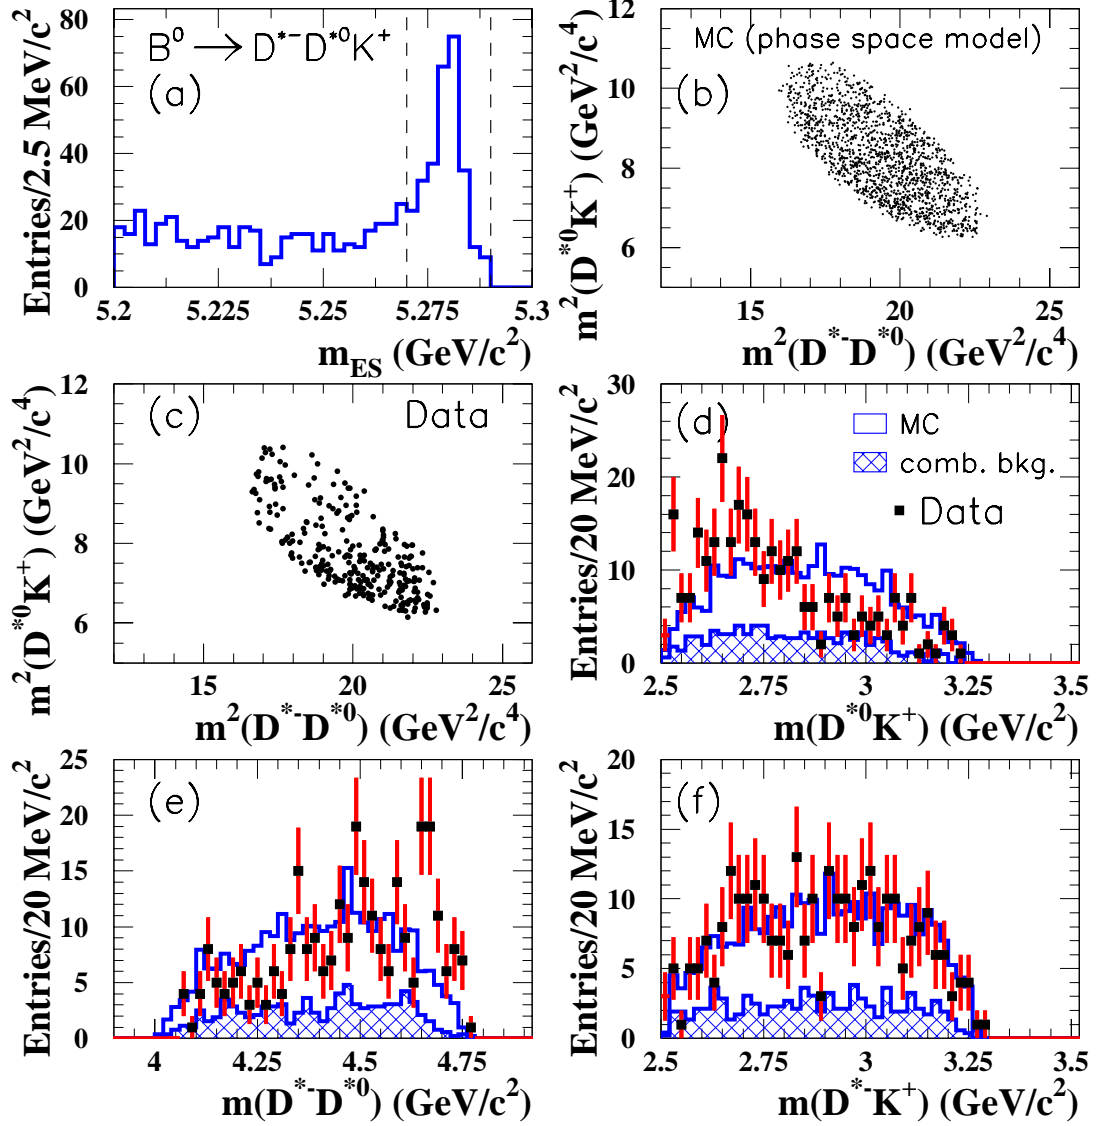 80
60
40
20
0
Entries/2.5 MeV/c²
B⁰ → D*⁻D*⁰K⁺
(a)
5.2 5.225 5.25 5.275 5.3
m_ES (GeV/c²)
12
10
8
6
m²(D*⁰K⁺) (GeV²/c⁴)
MC (phase space model)
(b)
15 20 25
m²(D*⁻D*⁰) (GeV²/c⁴)
12
10
8
6
m²(D*⁰K⁺) (GeV²/c⁴)
(c) Data
15 20 25
m²(D*⁻D*⁰) (GeV²/c⁴)
30
20
10
0
Entries/20 MeV/c²
(d)
MC
comb. bkg.
Data
2.5 2.75 3 3.25 3.5
m(D*⁰K⁺) (GeV/c²)
25
20
15
10
5
0
Entries/20 MeV/c²
(e)
4 4.25 4.5 4.75
m(D*⁻D*⁰) (GeV/c²)
20
15
10
5
0
Entries/20 MeV/c²
(f)
2.5 2.75 3 3.25 3.5
m(D*⁻K⁺) (GeV/c²)